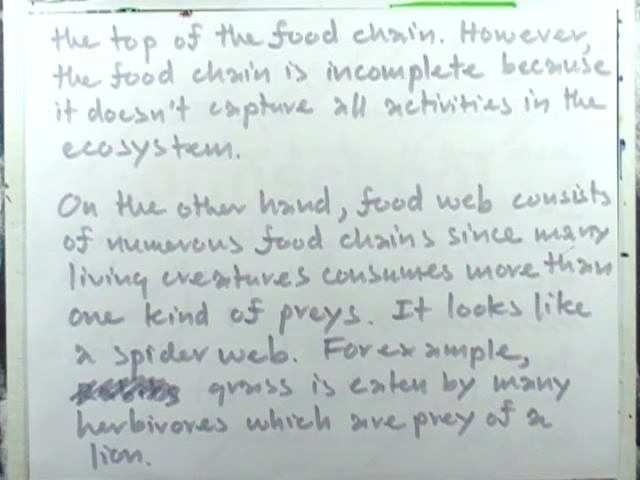 the top of the food chain. However,
the food chain is incomplete because
it doesn't capture all activities in the
ecosystem.
On the other hand, food web consists
of numerous food chains since many
living creatures consumes more than
one kind of preys. It looks like
a spider web. For example,
grass is eaten by many
herbivores which are prey of a
lion.